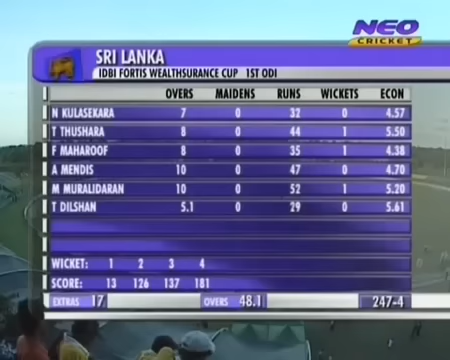 NEO
CRICKET
SRI LANKA
IDBI FORTIS WEALTHSURANCE CUP 1ST ODI
OVERS MAIDENS RUNS WICKETS ECON
N KULASEKARA 7 0 32 0 4.57
T THUSHARA 8 0 44 1 5.50
F MAHAROOF 8 0 35 1 4.38
A MENDIS 10 0 47 0 4.70
M MURALIDARAN 10 0 52 1 5.20
T DILSHAN 5.1 0 29 0 5.61
WICKET: 1 2 3 4
SCORE: 13 126 137 181
EXTRAS 17 OVERS 48.1 247-4